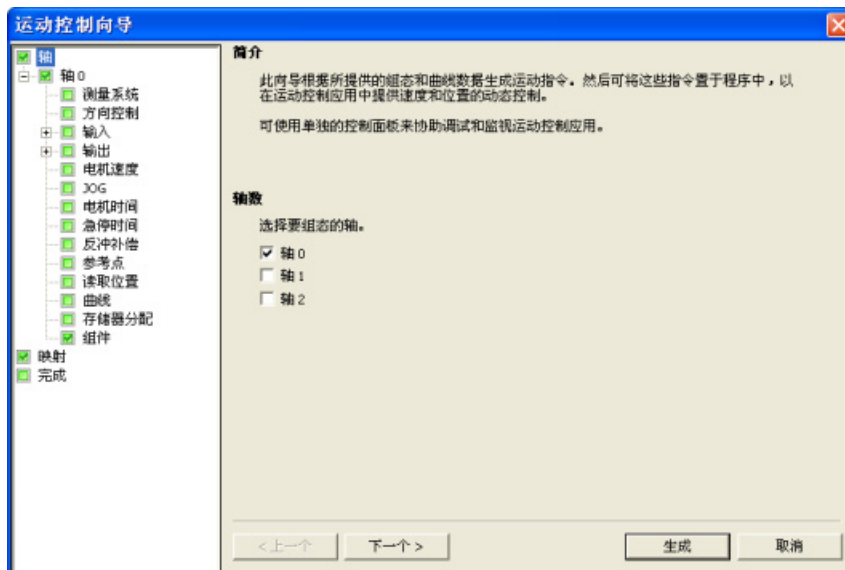 运动控制向导
轴
轴 0
测量系统
方向控制
输入
输出
电机速度
JOG
电机时间
急停时间
反冲补偿
参考点
读取位置
曲线
存储器分配
组件
映射
完成
简介
此向导根据所提供的组态和曲线数据生成运动指令。然后可将这些指令置于程序中，以
在运动控制应用中提供速度和位置的动态控制。
可使用单独的控制面板来协助调试和监视运动控制应用。
轴数
选择要组态的轴。
轴 0
轴 1
轴 2
<上一个
下一个>
生成
取消